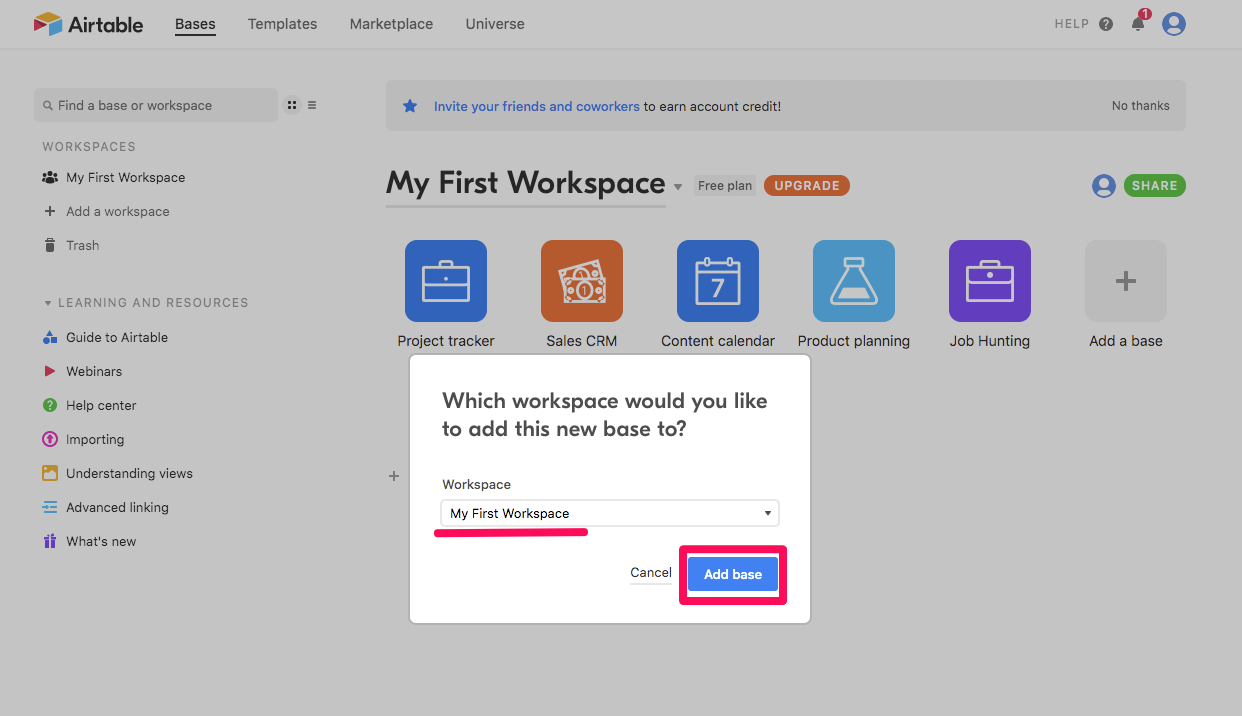 Airtable
Bases
Templates
Marketplace
Universe
HELP
?
1
Find a base or workspace
WORKSPACES
My First Workspace
Add a workspace
Trash
LEARNING AND RESOURCES
Guide to Airtable
Webinars
Help center
Importing
Understanding views
Advanced linking
What's new
Invite your friends and coworkers to earn account credit!
No thanks
My First Workspace
Free plan
UPGRADE
SHARE
1
1
7
Project tracker
Sales CRM
Content calendar
Product planning
Job Hunting
Add a base
Which workspace would you like
to add this new base to?
Workspace
My First Workspace
Cancel
Add base